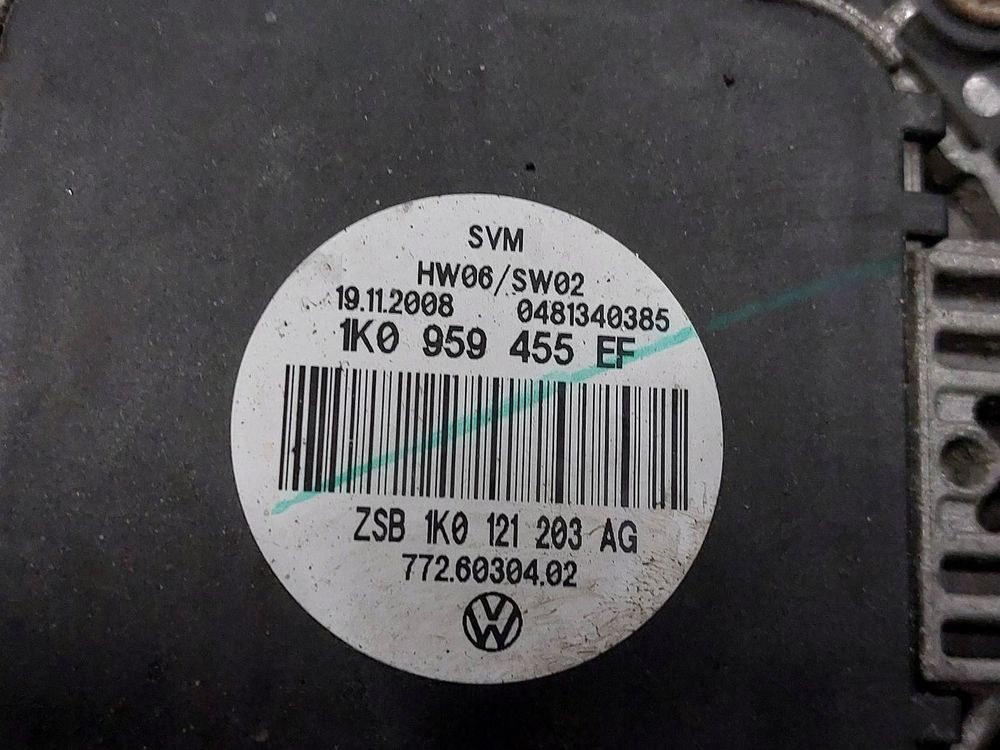 SVM
HW06/SW02
19.11.2008 0481340385
1K0 959 455 EF
ZSB 1K0 121 203 AG
772.60304.02